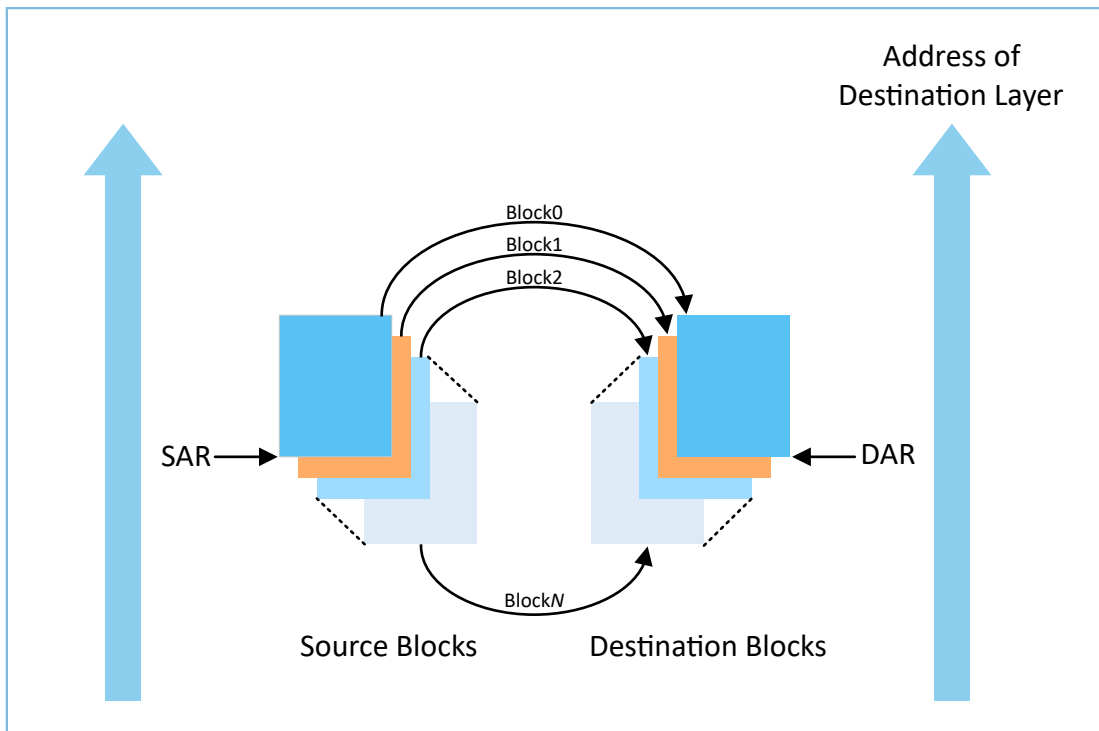 Address of
Destination Layer
Block0
Block1
Block2
SAR
DAR
BlockN
Source Blocks
Destination Blocks